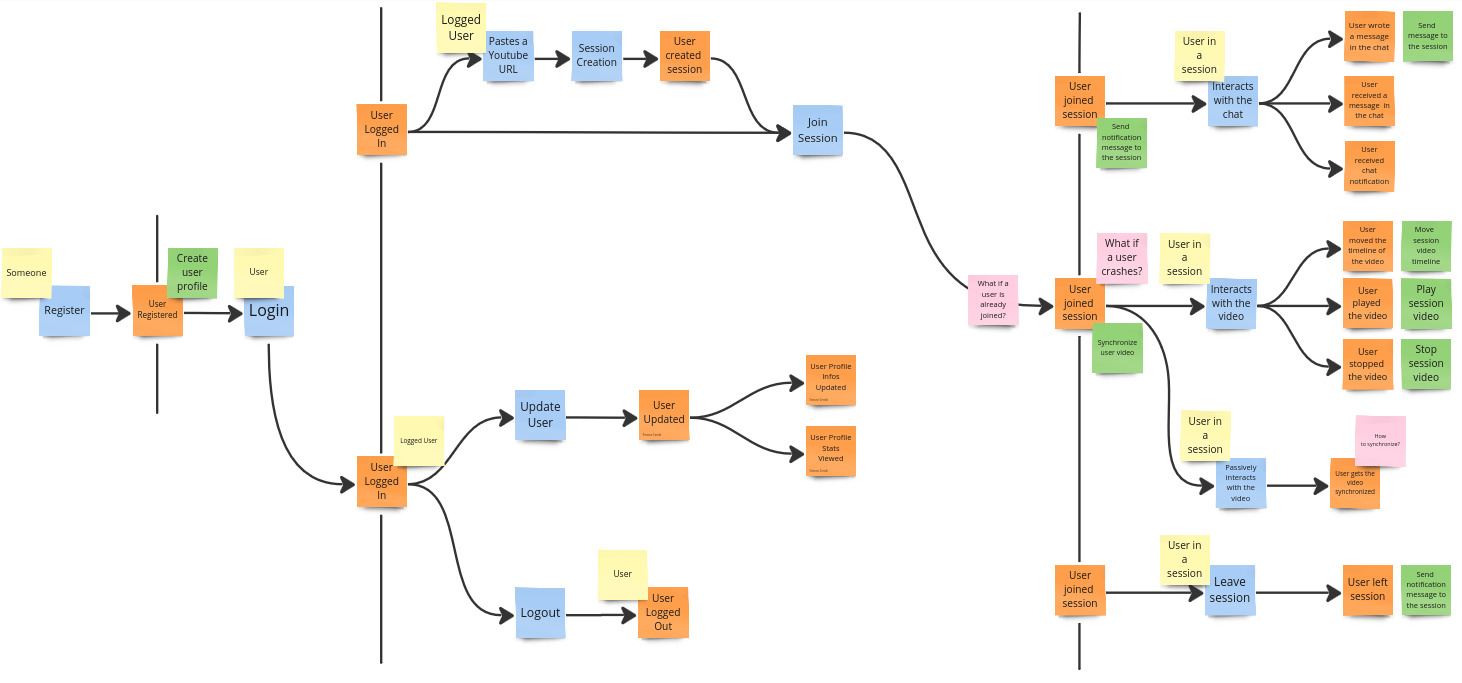 Someone
Register
User
Registered
Create
user
profile
User
Login
User
Logged
In
Logged
User
Pastes a
Youtube
URL
Session
Creation
User
created
session
Join
Session
User
Logged
In
Logged User
Update
User
User
Updated
User Profile
Infos
Updated
User Profile
Stats
Viewed
Logout
User
User
Logged
Out
What if a
user is
already
joined?
User
joined
session
Send
notification
message to
the session
User in
a
session
Interacts
with the
chat
User wrote
a message
in the chat
Send
message to
the session
User
received a
message in
the chat
User
received
chat
notification
User
joined
session
What if
a user
crashes?
Synchronize
user video
User in
a
session
Interacts
with the
video
User
moved the
timeline of
the video
Move
session
video
timeline
User
played
the video
Play
session
video
User
stopped
the video
Stop
session
video
User in
a
session
Passively
interacts
with the
video
User gets the
video
synchronized
How
to synchronize?
User
joined
session
User in
a
session
Leave
session
User left
session
Send
notification
message to
the session